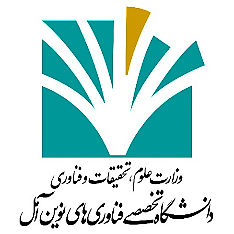 وزارت علوم، تحقیقات و فناوری
دانشگاه تخصصی فناوری های نوین آمل